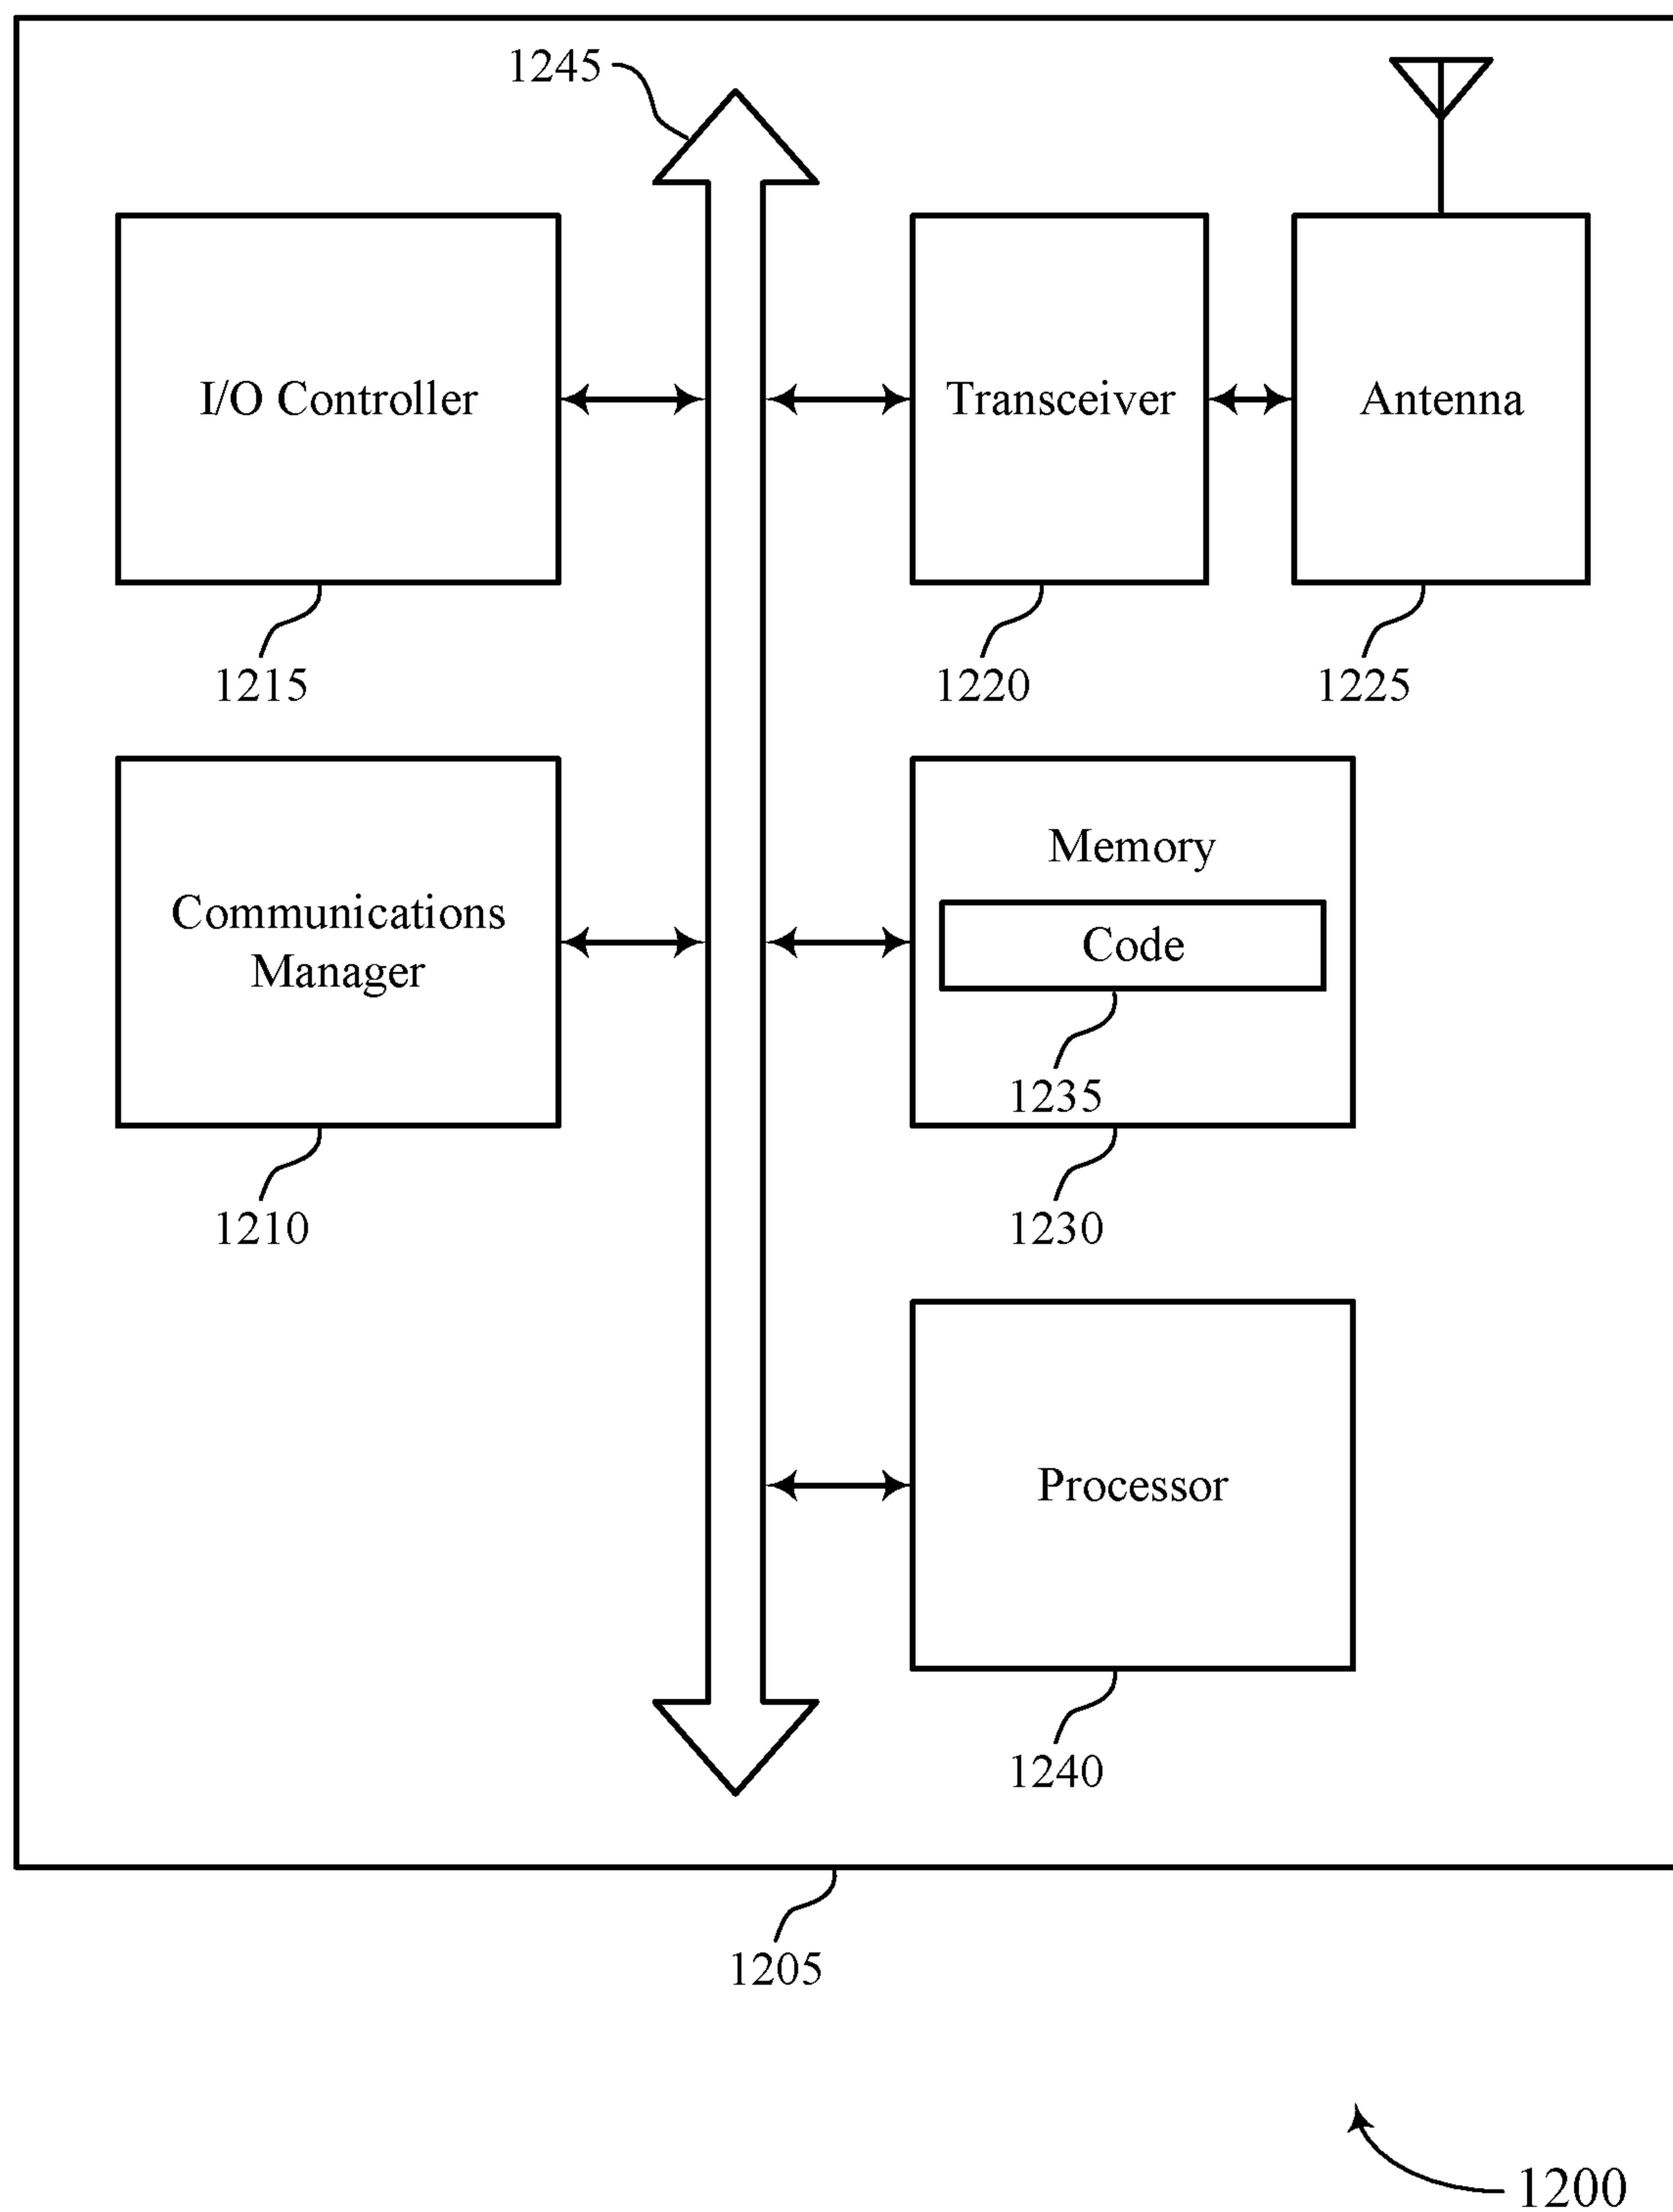 1245
I/O Controller
Transceiver
Antenna
1215
1220
1225
Communications
Manager
Memory
Code
1235
1210
1230
Processor
1240
1205
1200